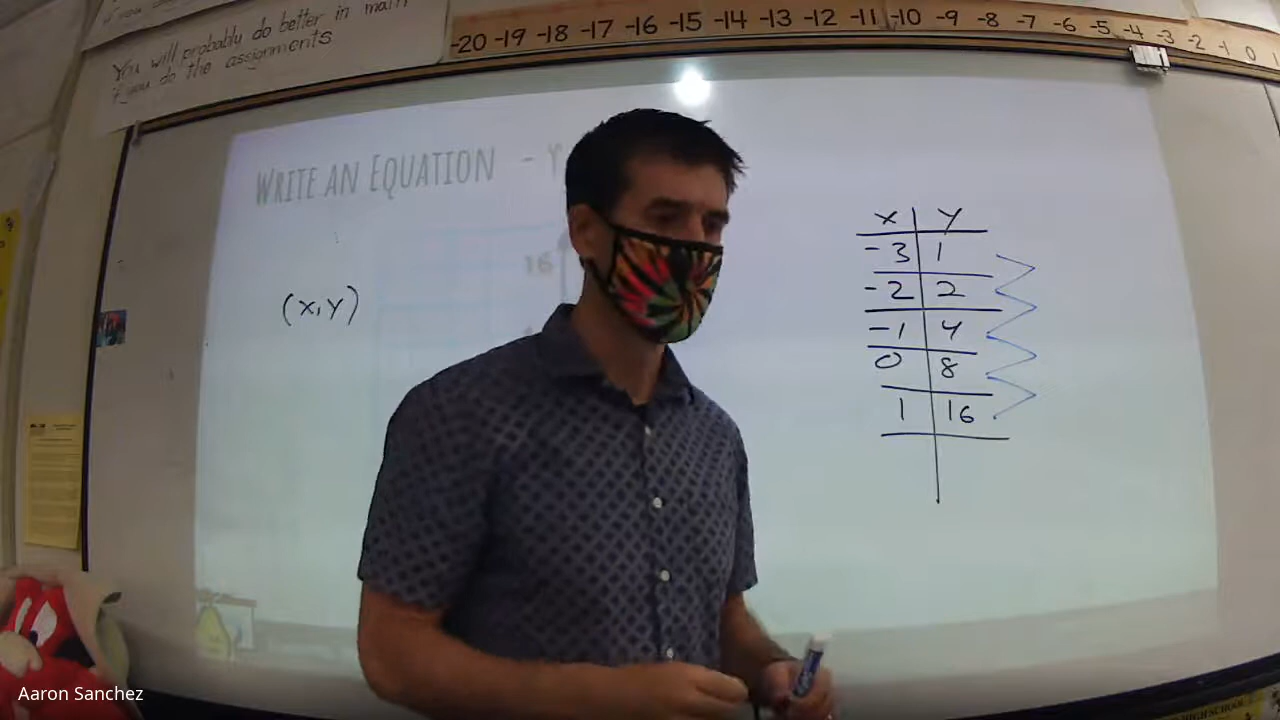 You will probably do better in math
if you do the assignments
-20 -19 -18 -17 -16 -15 -14 -13 -12 -11 -10 -9 -8 -7 -6 -5 -4 -3 -2 -1 0
WRITE AN EQUATION -
16
(x,y)
x y
-3 1
-2 2
-1 4
0 8
1 16
Aaron Sanchez